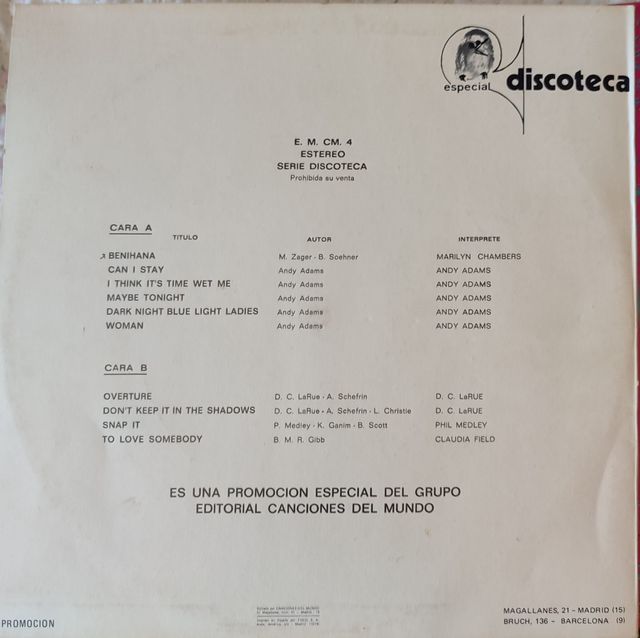 especial discoteca
E. M. CM. 4
ESTEREO
SERIE DISCOTECA
Prohibida su venta
CARA A
TITULO AUTOR INTERPRETE
BENIHANA M. Zager - B. Soehner MARILYN CHAMBERS
CAN I STAY Andy Adams ANDY ADAMS
I THINK IT'S TIME WET ME Andy Adams ANDY ADAMS
MAYBE TONIGHT Andy Adams ANDY ADAMS
DARK NIGHT BLUE LIGHT LADIES Andy Adams ANDY ADAMS
WOMAN Andy Adams ANDY ADAMS
CARA B
OVERTURE D. C. LaRue - A. Schefrin D. C. LaRUE
DON'T KEEP IT IN THE SHADOWS D. C. LaRue - A. Schefrin - L. Christie D. C. LaRUE
SNAP IT P. Medley - K. Ganim - B. Scott PHIL MEDLEY
TO LOVE SOMEBODY B. M. R. Gibb CLAUDIA FIELD
ES UNA PROMOCION ESPECIAL DEL GRUPO
EDITORIAL CANCIONES DEL MUNDO
PROMOCION
MAGALLANES, 21 - MADRID (15)
BRUCH, 136 - BARCELONA (9)